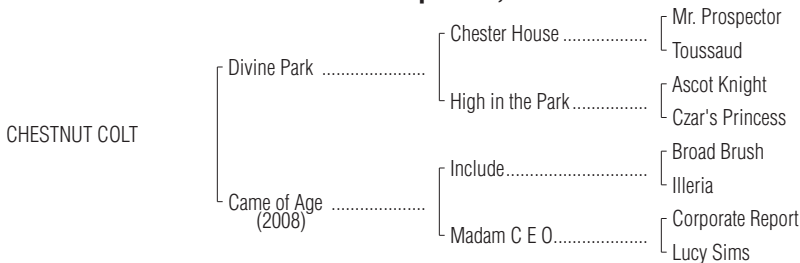 Mr. Prospector
Chester House ..................
Toussaud
Divine Park ......................
Ascot Knight
High in the Park................
Czar's Princess
CHESTNUT COLT
Broad Brush
Include..............................
Illeria
Came of Age ....................
(2008)
Corporate Report
Madam C E O....................
Lucy Sims